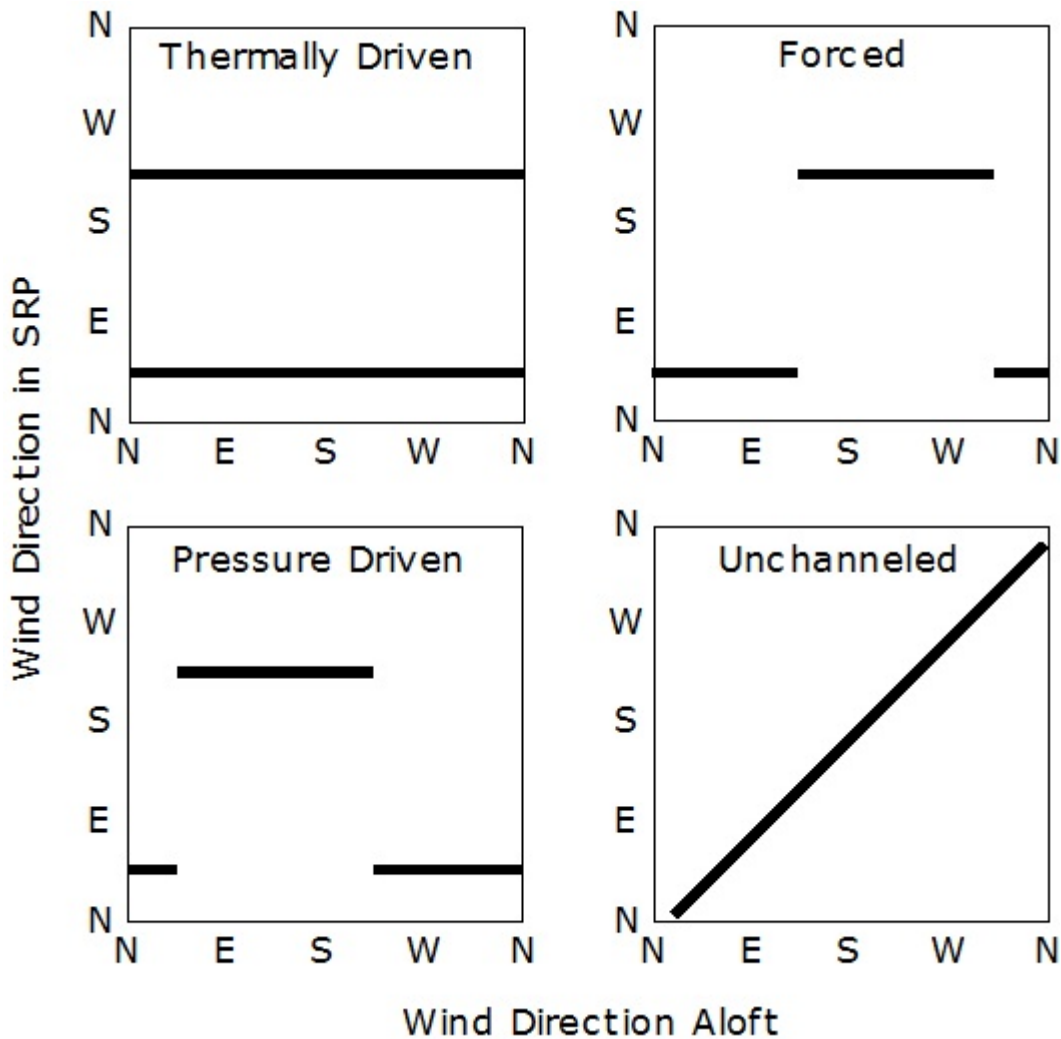 Wind Direction in SRP
Thermally Driven
N
W
S
E
N
N E S W N
Forced
N
W
S
E
N
N E S W N
Pressure Driven
N
W
S
E
N
N E S W N
Unchanneled
N
W
S
E
N
N E S W N
Wind Direction Aloft